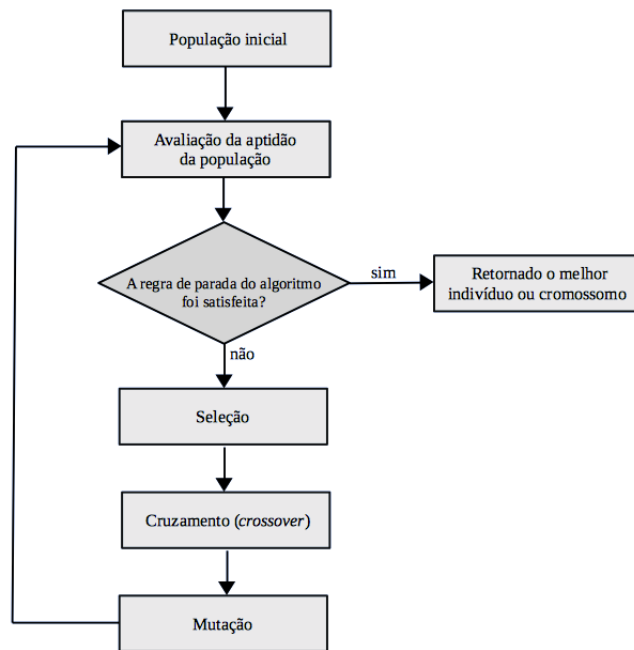 População inicial
Avaliação da aptidão
da população
A regra de parada do algoritmo
foi satisfeita?
sim
Retornado o melhor
indivíduo ou cromossomo
não
Seleção
Cruzamento (crossover)
Mutação